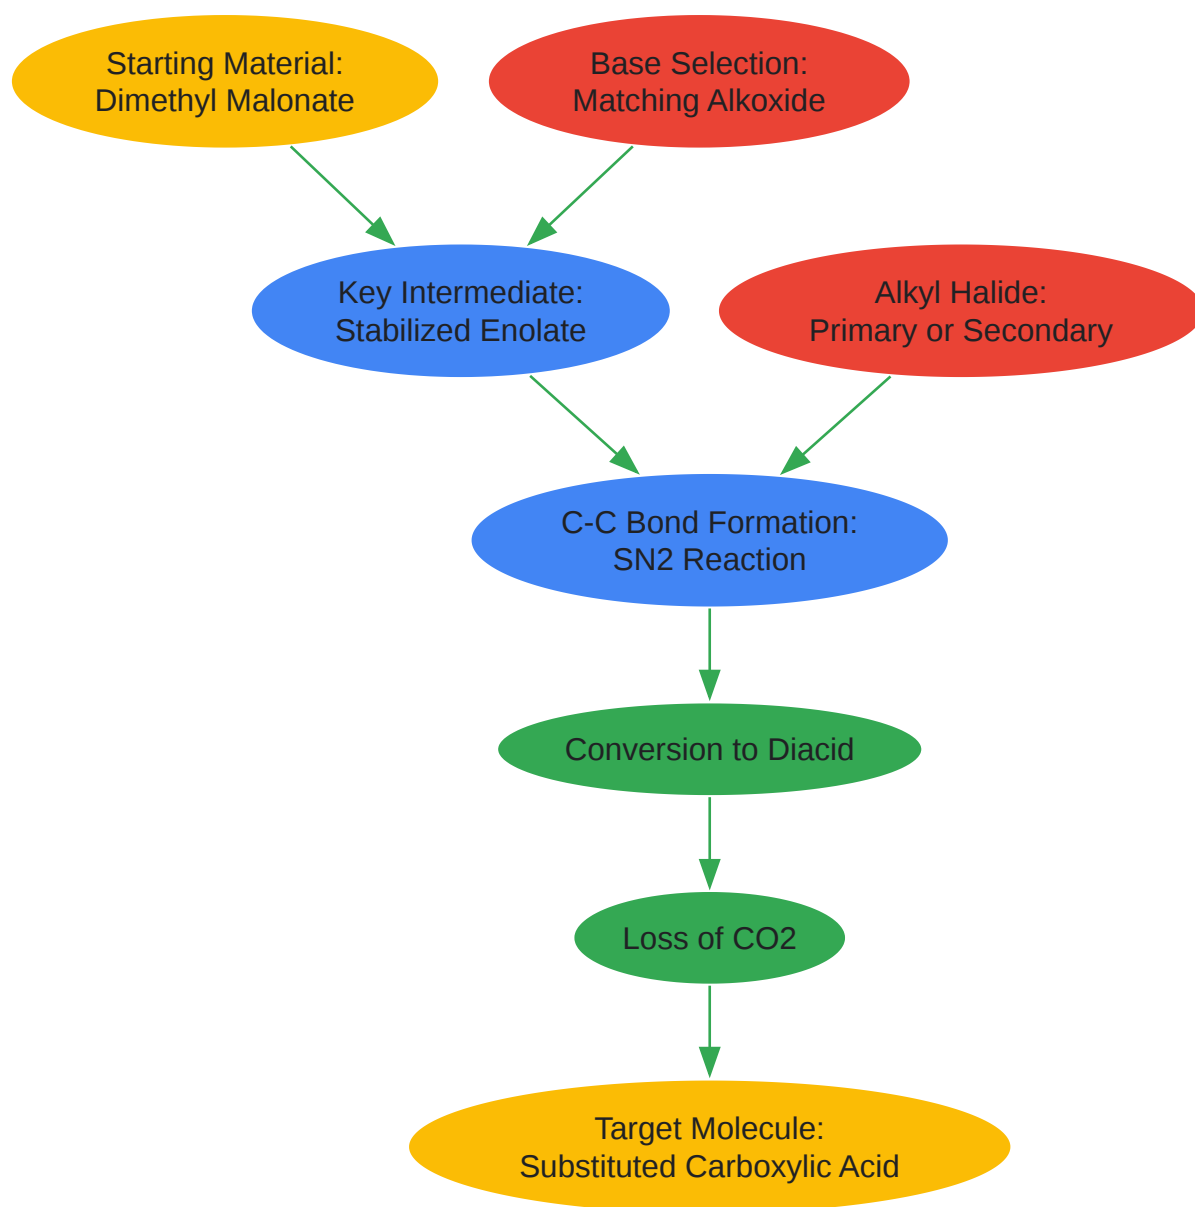 Starting Material:
Dimethyl Malonate
Base Selection:
Matching Alkoxide
Key Intermediate:
Stabilized Enolate
Alkyl Halide:
Primary or Secondary
C-C Bond Formation:
SN2 Reaction
Conversion to Diacid
Loss of CO2
Target Molecule:
Substituted Carboxylic Acid